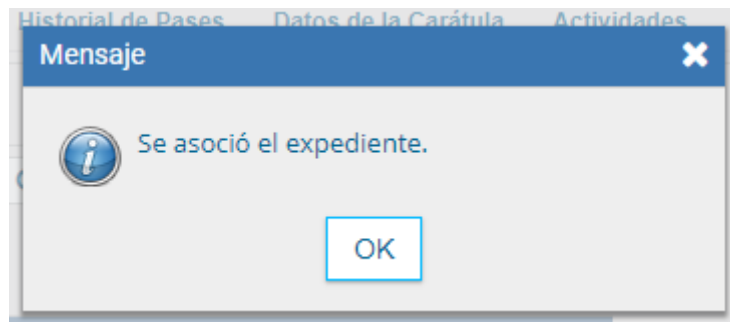 Historial de Pases Datos de la Carátula Actividades
Mensaje
Se asoció el expediente.
OK